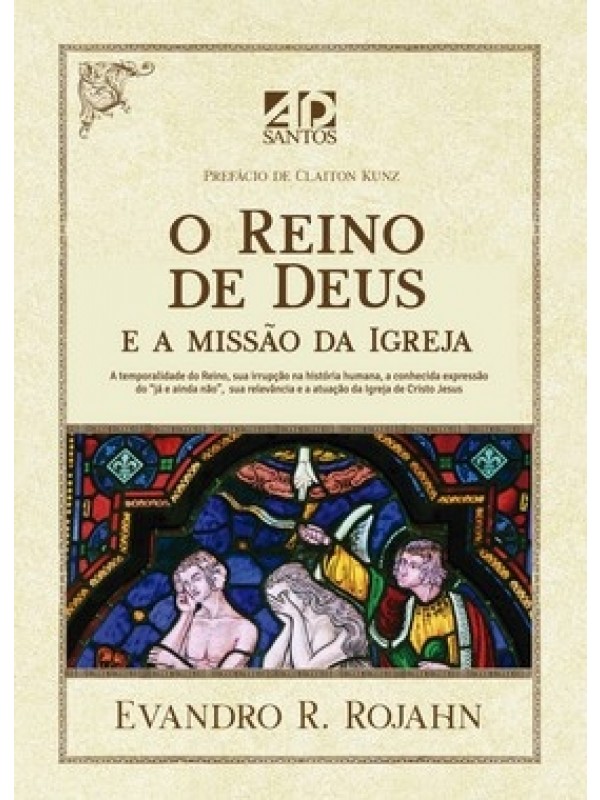 AD
SANTOS
Prefácio de Claiton Kunz
O Reino
de Deus
e a missão da Igreja
A temporalidade do Reino, sua irrupção na história humana, a conhecida expressão
do "já e ainda não", sua relevância e a atuação da Igreja de Cristo Jesus
Evandro R. Rojahn